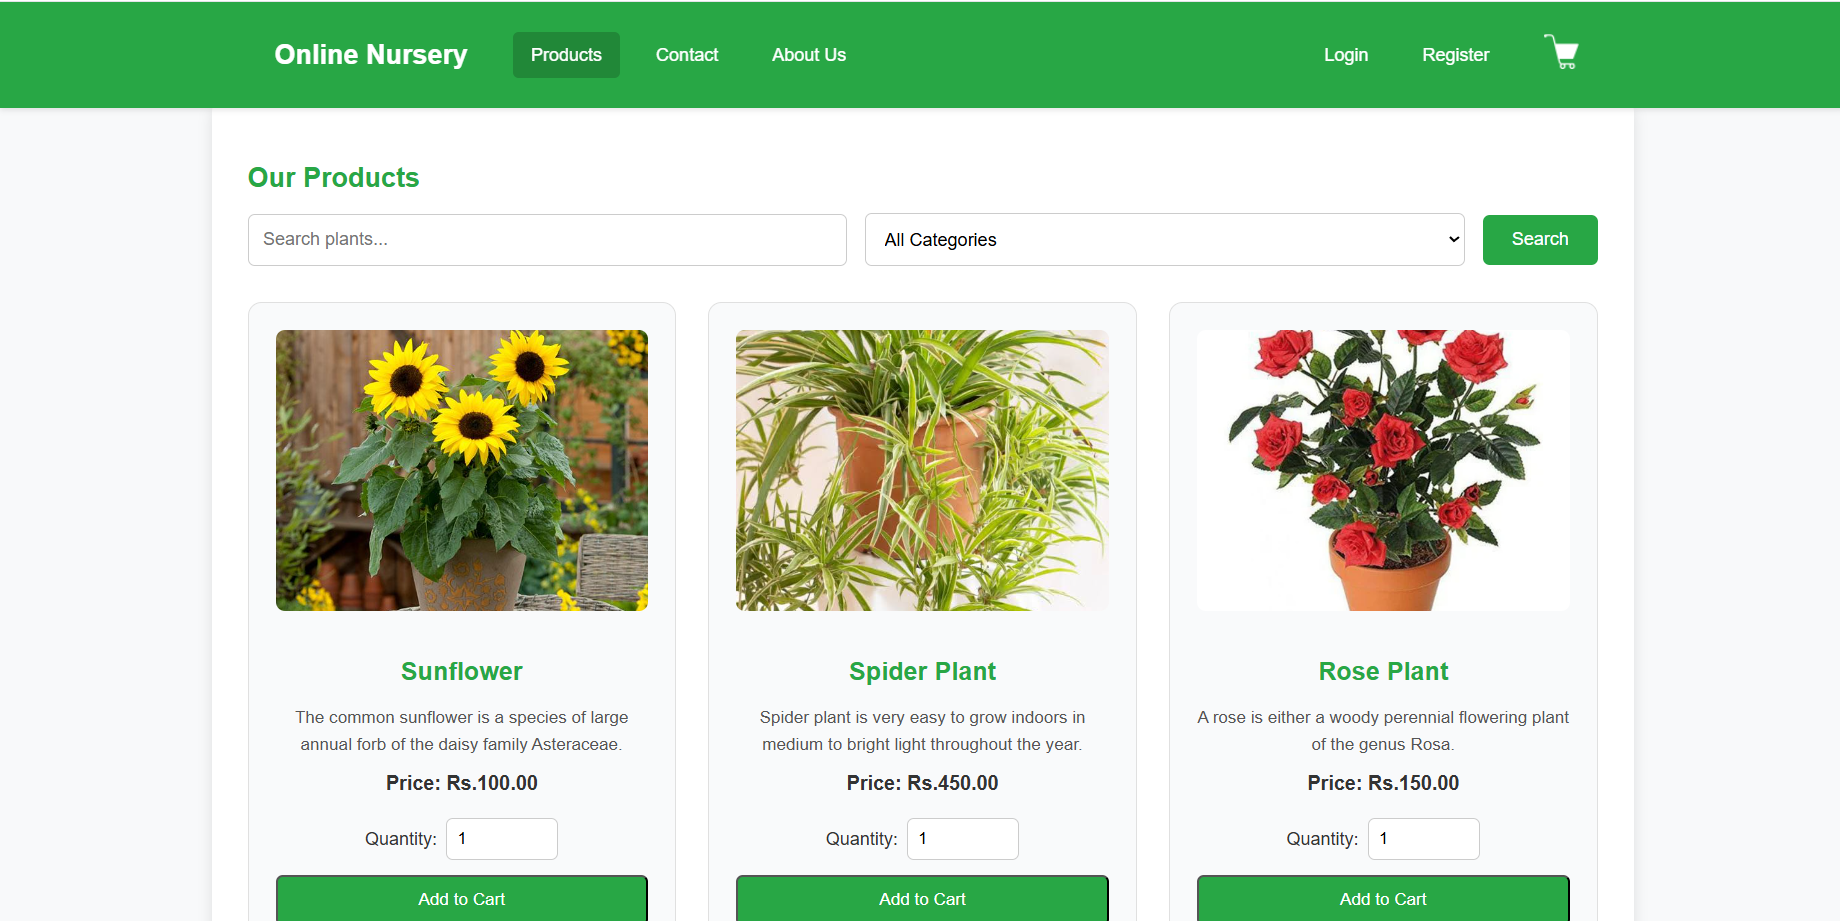 Online Nursery Products Contact About Us Login Register
Our Products
Search plants... All Categories Search
Sunflower
The common sunflower is a species of large
annual forb of the daisy family Asteraceae.
Price: Rs.100.00
Quantity: 1
Add to Cart
Spider Plant
Spider plant is very easy to grow indoors in
medium to bright light throughout the year.
Price: Rs.450.00
Quantity: 1
Add to Cart
Rose Plant
A rose is either a woody perennial flowering plant
of the genus Rosa.
Price: Rs.150.00
Quantity: 1
Add to Cart